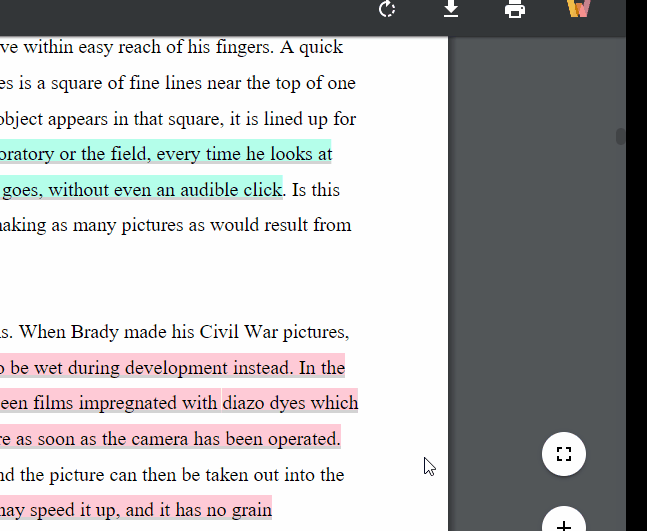 ve within easy reach of his fingers. A quick
es is a square of fine lines near the top of one
object appears in that square, it is lined up for
oratory or the field, every time he looks at
goes, without even an audible click. Is this
naking as many pictures as would result from
s. When Brady made his Civil War pictures,
o be wet during development instead. In the
een films impregnated with diazo dyes which
re as soon as the camera has been operated.
nd the picture can then be taken out into the
may speed it up, and it has no grain